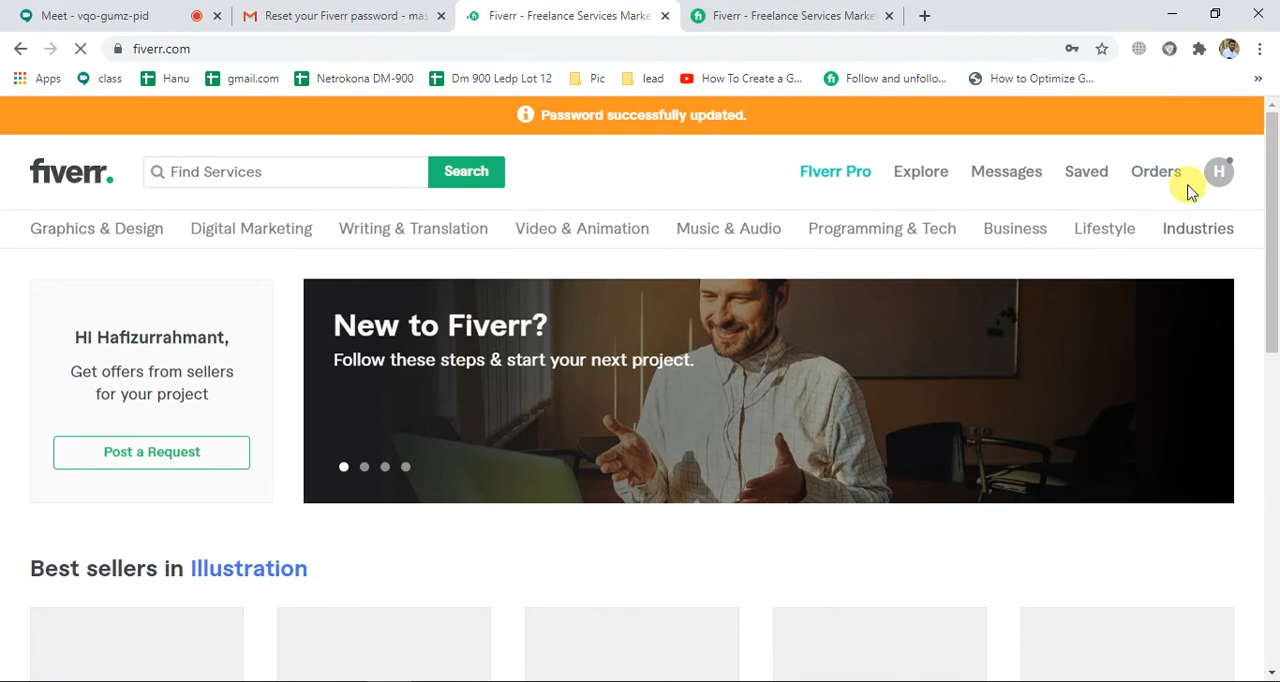 Meet - vqo-gumz-pid
Reset your Fiverr password - mas
Fiverr - Freelance Services Marke
Fiverr - Freelance Services Marke
fiverr.com
Apps
class
Hanu
gmail.com
Netrokona DM-900
Dm 900 Ledp Lot 12
Pic
lead
How To Create a G...
Follow and unfollo...
How to Optimize G...
Password successfully updated.
fiverr.
Find Services
Search
Fiverr Pro
Explore
Messages
Saved
Orders
H
Graphics & Design
Digital Marketing
Writing & Translation
Video & Animation
Music & Audio
Programming & Tech
Business
Lifestyle
Industries
Hi Hafizurrahmant,
Get offers from sellers
for your project
Post a Request
New to Fiverr?
Follow these steps & start your next project.
Best sellers in Illustration